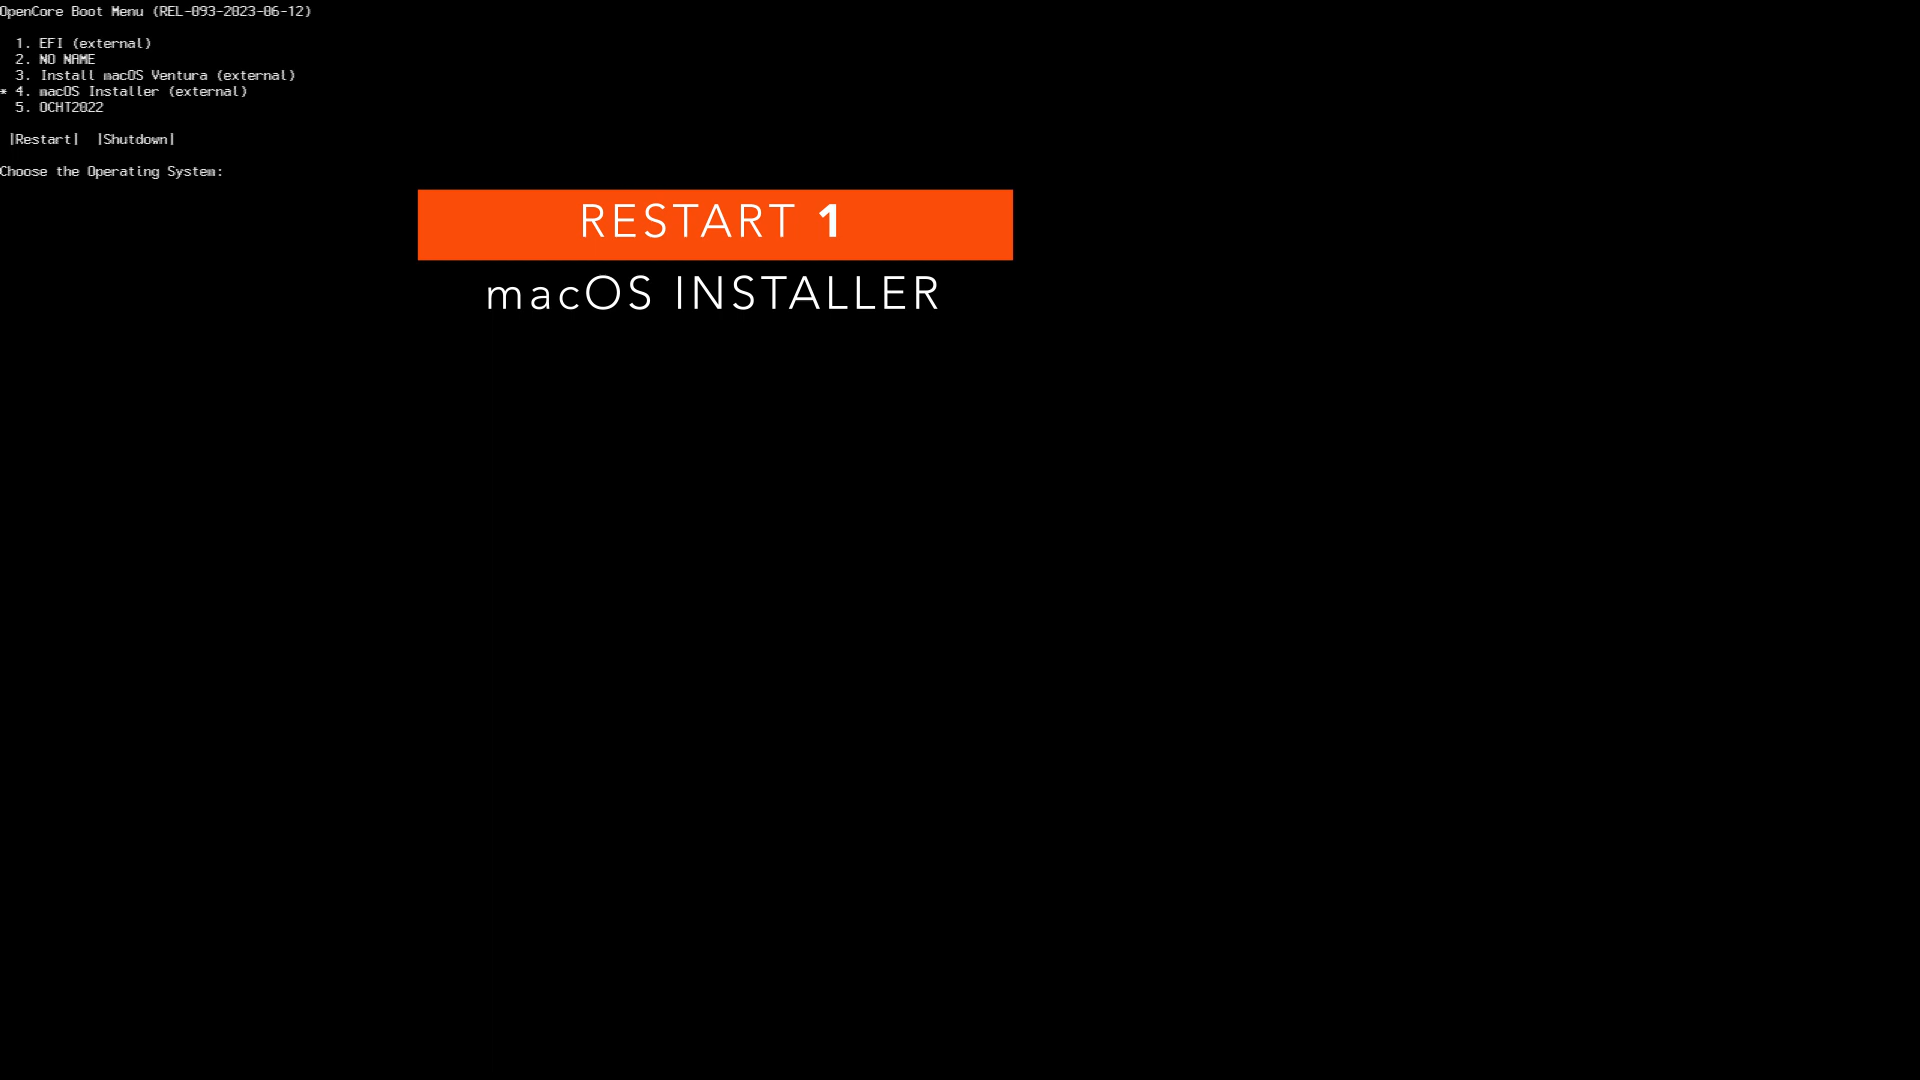 OpenCore Boot Menu (REL-093-2023-06-12)
1. EFI (external)
2. NO NAME
3. Install macOS Ventura (external)
* 4. macOS Installer (external)
5. OCHT2022
|Restart| |Shutdown|
Choose the Operating System:
RESTART 1
macOS INSTALLER